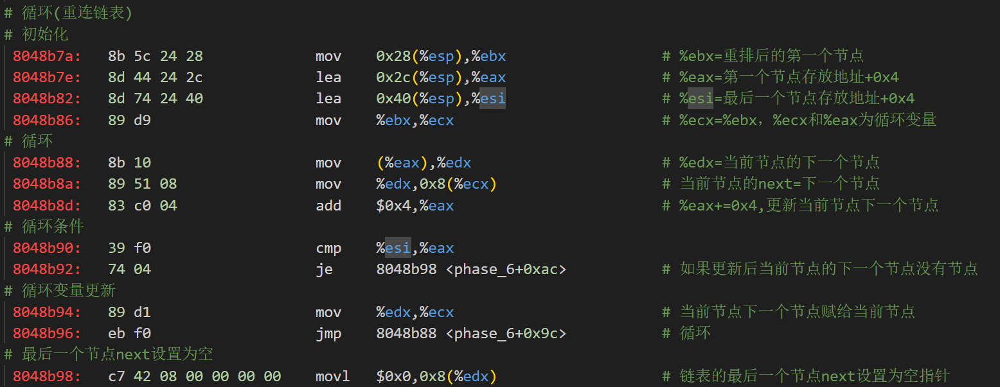 # 循环(重连链表)
# 初始化
8048b7a: 8b 5c 24 28 mov 0x28(%esp),%ebx # %ebx=重排后的第一个节点
8048b7e: 8d 44 24 2c lea 0x2c(%esp),%eax # %eax=第一个节点存放地址+0x4
8048b82: 8d 74 24 40 lea 0x40(%esp),%esi # %esi=最后一个节点存放地址+0x4
8048b86: 89 d9 mov %ebx,%ecx # %ecx=%ebx，%ecx和%eax为循环变量
# 循环
8048b88: 8b 10 mov (%eax),%edx # %edx=当前节点的下一个节点
8048b8a: 89 51 08 mov %edx,0x8(%ecx) # 当前节点的next=下一个节点
8048b8d: 83 c0 04 add $0x4,%eax # %eax+=0x4,更新当前节点下一个节点
# 循环条件
8048b90: 39 f0 cmp %esi,%eax
8048b92: 74 04 je 8048b98 <phase_6+0xac> # 如果更新后当前节点的下一个节点没有节点
# 循环变量更新
8048b94: 89 d1 mov %edx,%ecx # 当前节点下一个节点赋给当前节点
8048b96: eb f0 jmp 8048b88 <phase_6+0x9c> # 循环
# 最后一个节点next设置为空
8048b98: c7 42 08 00 00 00 00 movl $0x0,0x8(%edx) # 链表的最后一个节点next设置为空指针